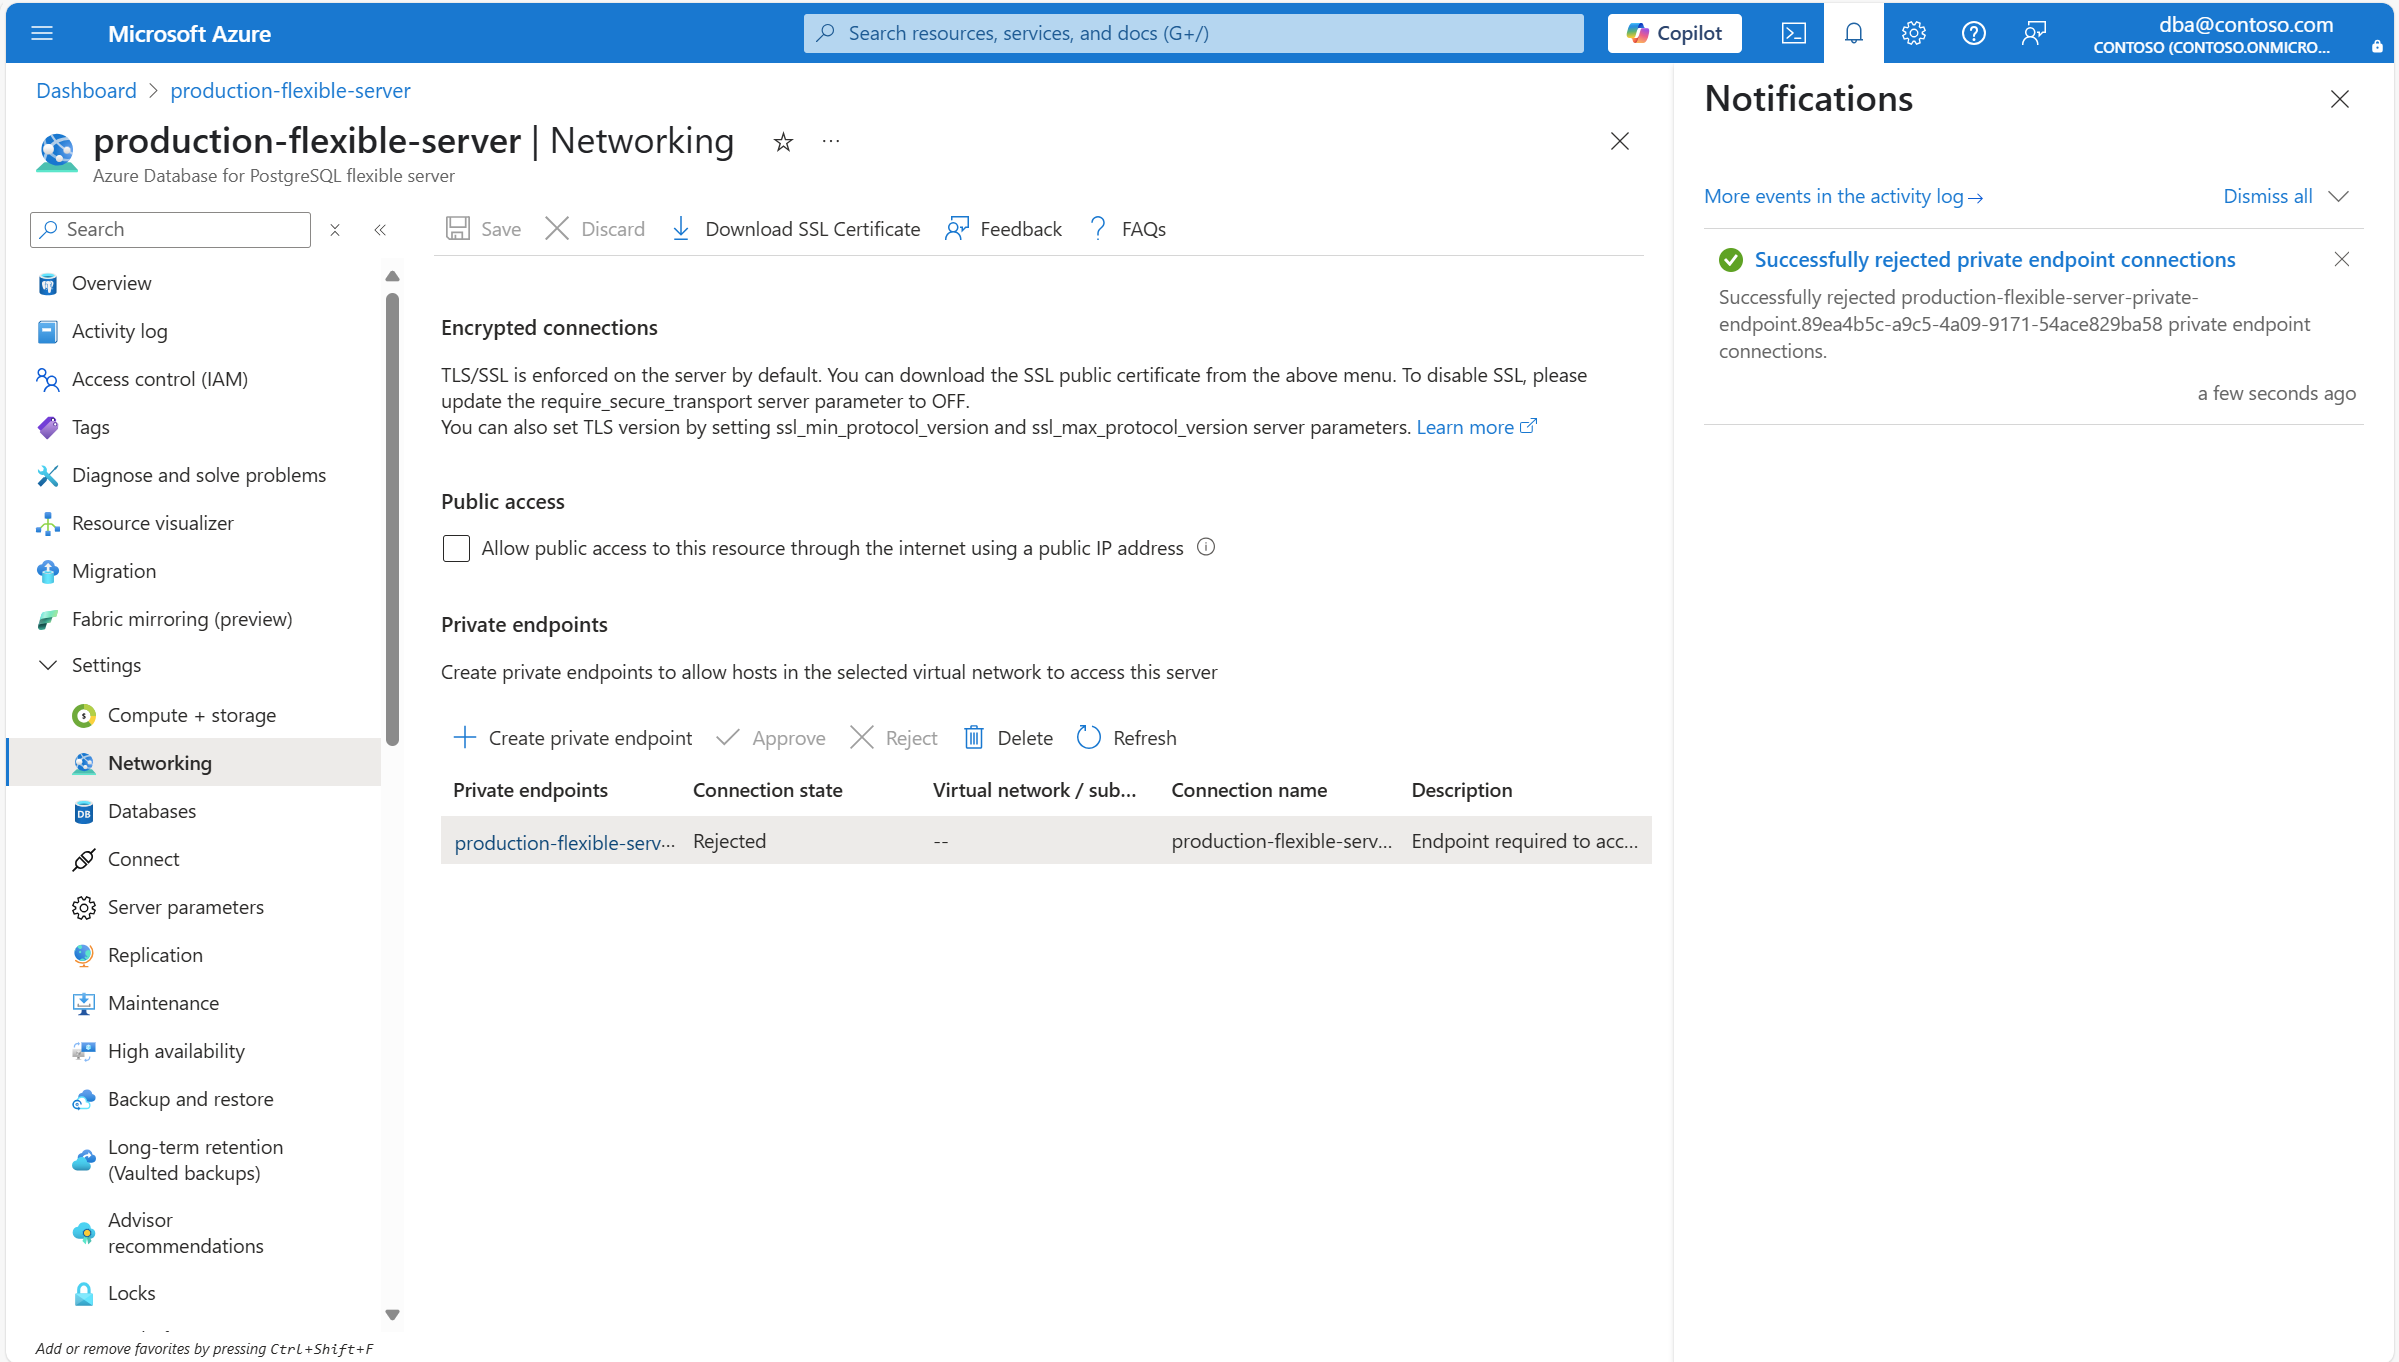 Microsoft Azure
Search resources, services, and docs (G+/)
Copilot
dba@contoso.com
CONTOSO (CONTOSO.ONMICRO...
Dashboard
production-flexible-server
production-flexible-server | Networking
Azure Database for PostgreSQL flexible server
Search
Overview
Activity log
Access control (IAM)
Tags
Diagnose and solve problems
Resource visualizer
Migration
Fabric mirroring (preview)
Settings
Compute + storage
Networking
Databases
Connect
Server parameters
Replication
Maintenance
High availability
Backup and restore
Long-term retention
(Vaulted backups)
Advisor
recommendations
Locks
Add or remove favorites by pressing Ctrl+Shift+F
Save
Discard
Download SSL Certificate
Feedback
FAQs
Encrypted connections
TLS/SSL is enforced on the server by default. You can download the SSL public certificate from the above menu. To disable SSL, please
update the require_secure_transport server parameter to OFF.
You can also set TLS version by setting ssl_min_protocol_version and ssl_max_protocol_version server parameters. Learn more
Public access
Allow public access to this resource through the internet using a public IP address
Private endpoints
Create private endpoints to allow hosts in the selected virtual network to access this server
Create private endpoint
Approve
Reject
Delete
Refresh
Private endpoints Connection state Virtual network / sub... Connection name Description
production-flexible-serv... Rejected -- production-flexible-serv... Endpoint required to acc...
Notifications
More events in the activity log →
Dismiss all
Successfully rejected private endpoint connections
Successfully rejected production-flexible-server-private-
endpoint.89ea4b5c-a9c5-4a09-9171-54ace829ba58 private endpoint
connections.
a few seconds ago